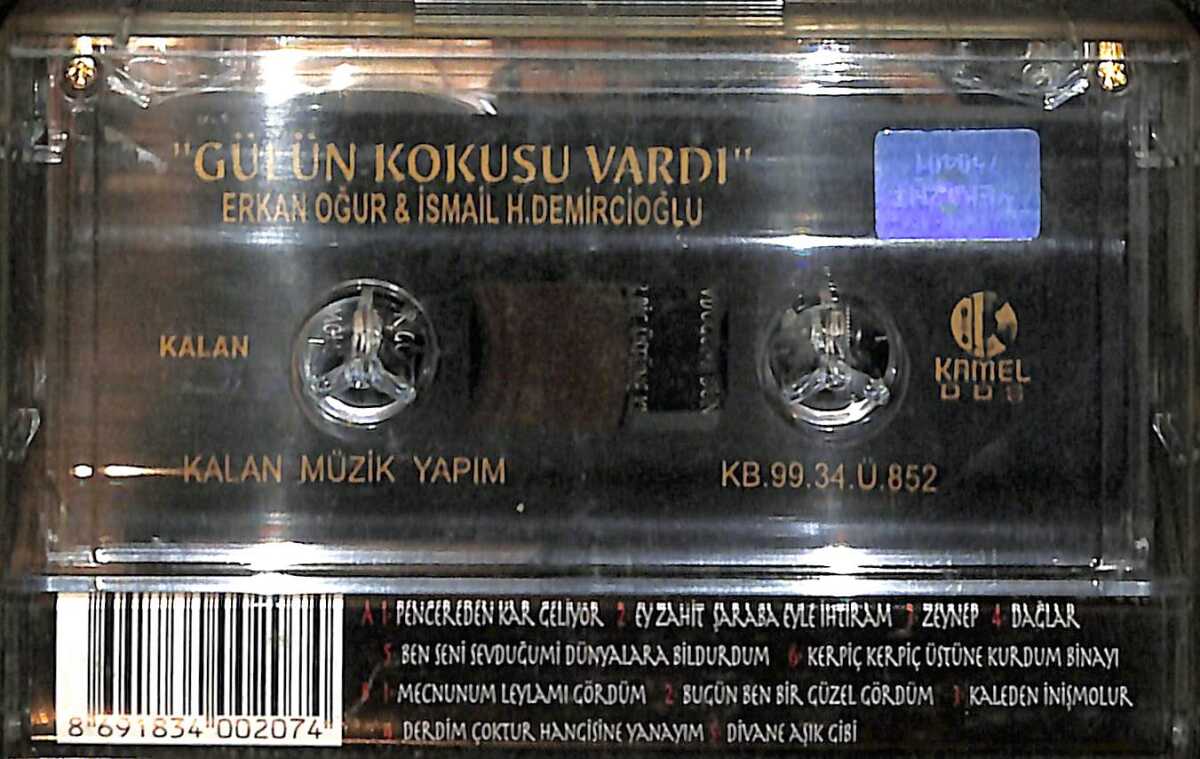 "GÜLÜN KOKUSU VARDI"
ERKAN OĞUR & İSMAİL H.DEMİRCİOĞLU
KALAN
KAMEL
KALAN MÜZİK YAPIM
KB.99.34.Ü.852
A 1 PENCEREDEN KAR GELİYOR 2 EY ZAHİT ŞARABA EYLE İHTİRAM 3 ZEYNEP 4 DAĞLAR
5 BEN SENİ SEVDUĞUMİ DÜNYALARA BİLDURDUM 6 KERPİÇ KERPİÇ ÜSTÜNE KURDUM BİNAYI
B 1 MECNUNUM LEYLAMI GÖRDÜM 2 BUGÜN BEN BİR GÜZEL GÖRDÜM 3 KALEDEN İNİŞMOLUR
4 DERDİM ÇOKTUR HANGİSİNE YANAYIM 5 DİVANE AŞIK GİBİ
8 691834 002074